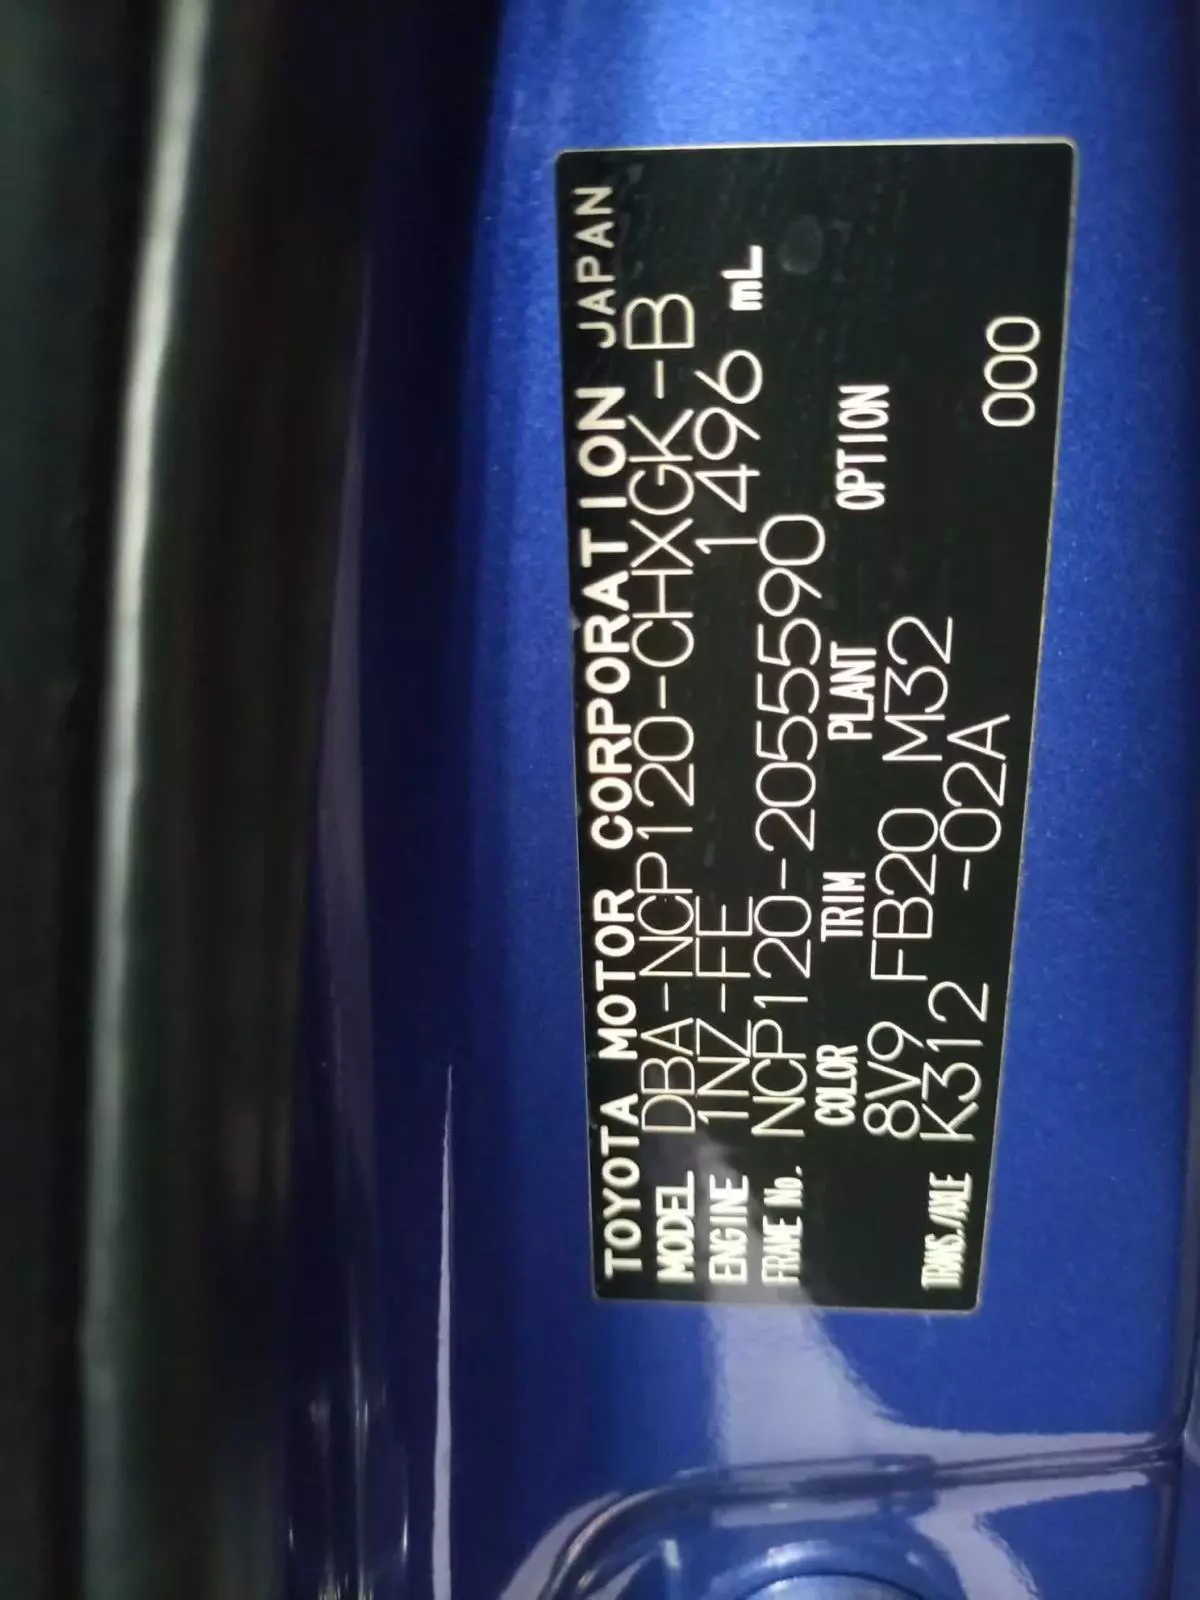 TOYOTA MOTOR CORPORATION JAPAN
MODEL DBA-NCP120-CHXGK-B
ENGINE 1NZ-FE 1496 mL
FRAME No. NCP120-2055590
COLOR TRIM PLANT OPTION
8V9 FB20 M32
TRANS./AXLE K312 -02A 000